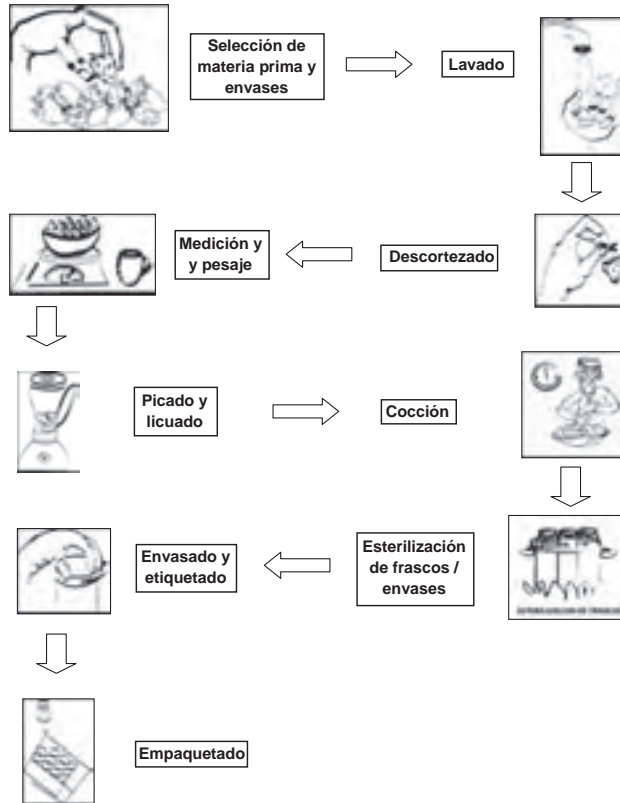 Selección de
materia prima y
envases
Lavado
Medición y
y pesaje
Descortezado
Picado y
licuado
Cocción
Envasado y
etiquetado
Esterilización
de frascos /
envases
Empaquetado